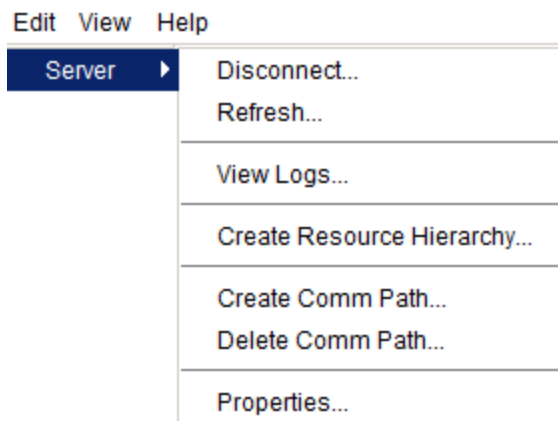 Edit View Help
Server Disconnect...
Refresh...
View Logs...
Create Resource Hierarchy...
Create Comm Path...
Delete Comm Path...
Properties...